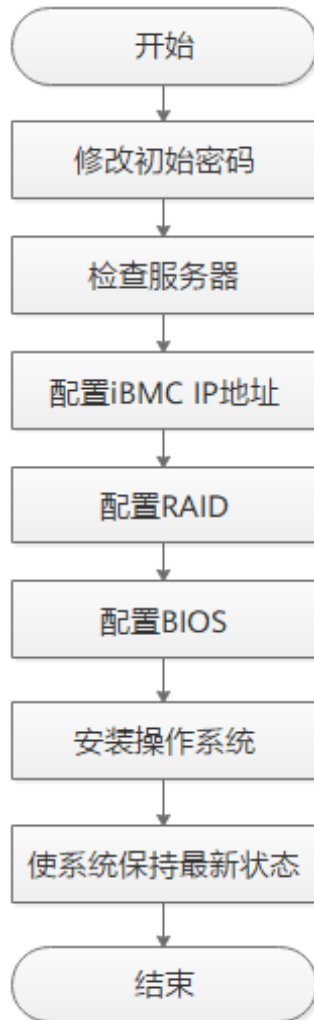 开始
修改初始密码
检查服务器
配置iBMC IP地址
配置RAID
配置BIOS
安装操作系统
使系统保持最新状态
结束